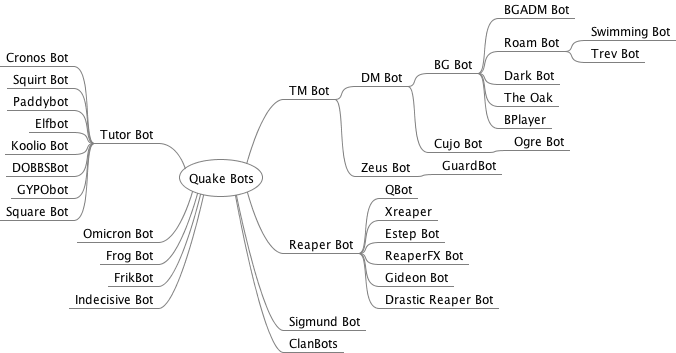 Quake Bots
Tutor Bot
Cronos Bot
Squirt Bot
Paddybot
Elfbot
Koolio Bot
DOBBSBot
GYPObot
Square Bot
Omicron Bot
Frog Bot
FrikBot
Indecisive Bot
TM Bot
DM Bot
BG Bot
BGADM Bot
Roam Bot
Swimming Bot
Trev Bot
Dark Bot
The Oak
BPlayer
Cujo Bot
Ogre Bot
Zeus Bot
GuardBot
Reaper Bot
QBot
Xreaper
Estep Bot
ReaperFX Bot
Gideon Bot
Drastic Reaper Bot
Sigmund Bot
ClanBots